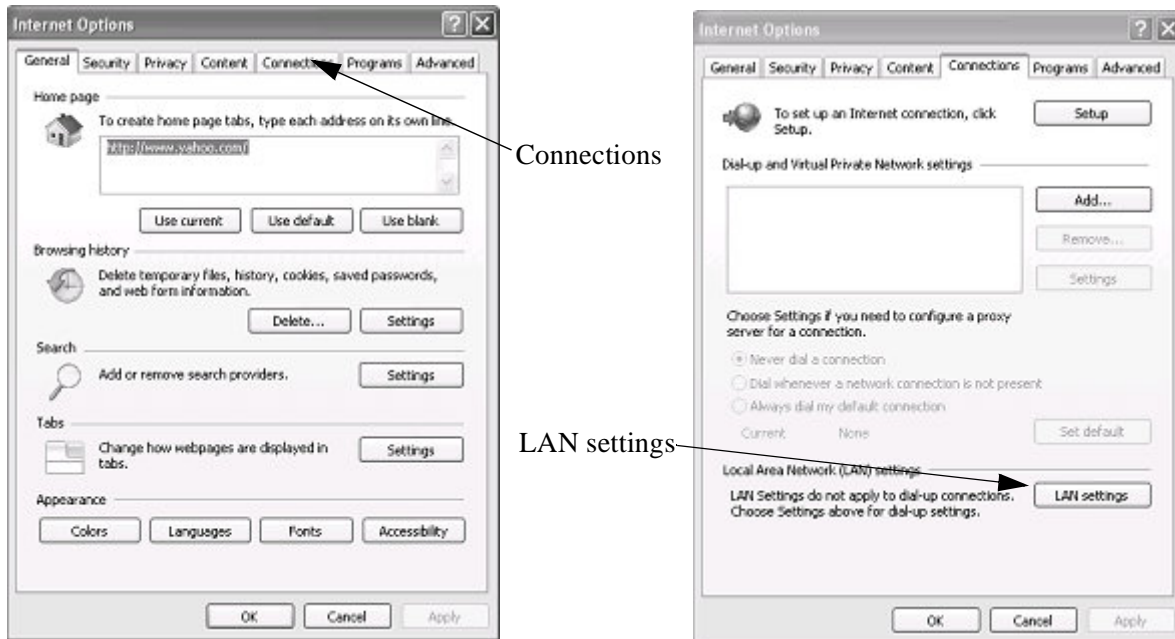 Internet Options
General Security Privacy Content Connections Programs Advanced
Home page
To create home page tabs, type each address on its own line.
http://www.yahoo.com/
Use current Use default Use blank
Browsing history
Delete temporary files, history, cookies, saved passwords,
and web form information.
Delete... Settings
Search
Add or remove search providers.
Settings
Tabs
Change how webpages are displayed in
tabs.
Settings
Appearance
Colors Languages Fonts Accessibility
OK Cancel Apply
Connections
LAN settings
Internet Options
General Security Privacy Content Connections Programs Advanced
To set up an Internet connection, click
Setup.
Setup
Dial-up and Virtual Private Network settings
Add...
Remove...
Settings
Choose Settings if you need to configure a proxy
server for a connection.
Never dial a connection
Dial whenever a network connection is not present
Always dial my default connection
Current None
Set default
Local Area Network (LAN) settings
LAN Settings do not apply to dial-up connections.
Choose Settings above for dial-up settings.
LAN settings
OK Cancel Apply